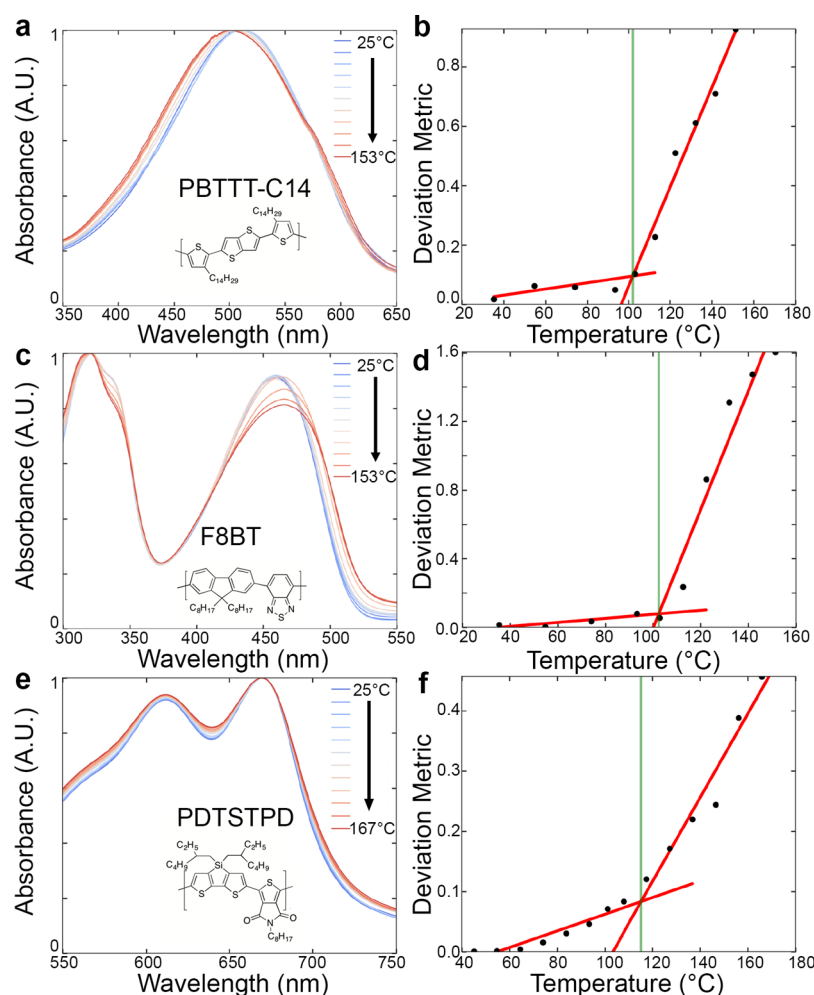 a
Absorbance (A.U.)
1
0
25°C
153°C
PBTTT-C14
C14H29
S
S
S
S
C14H29
350 400 450 500 550 600 650
Wavelength (nm)
b
Deviation Metric
0.8
0.6
0.4
0.2
0.0
20 40 60 80 100 120 140 160 180
Temperature (°C)
c
Absorbance (A.U.)
1
0
25°C
153°C
F8BT
C8H17 C8H17
N N
S
300 350 400 450 500 550
Wavelength (nm)
d
Deviation Metric
1.6
1.2
0.8
0.4
0.0
20 40 60 80 100 120 140 160
Temperature (°C)
e
Absorbance (A.U.)
1
0
25°C
167°C
PDTSTPD
C2H5 C2H5
C4H9 C4H9
Si
S S S
O N O
C8H17
550 600 650 700 750
Wavelength (nm)
f
Deviation Metric
0.4
0.3
0.2
0.1
0.0
40 60 80 100 120 140 160 180
Temperature (°C)